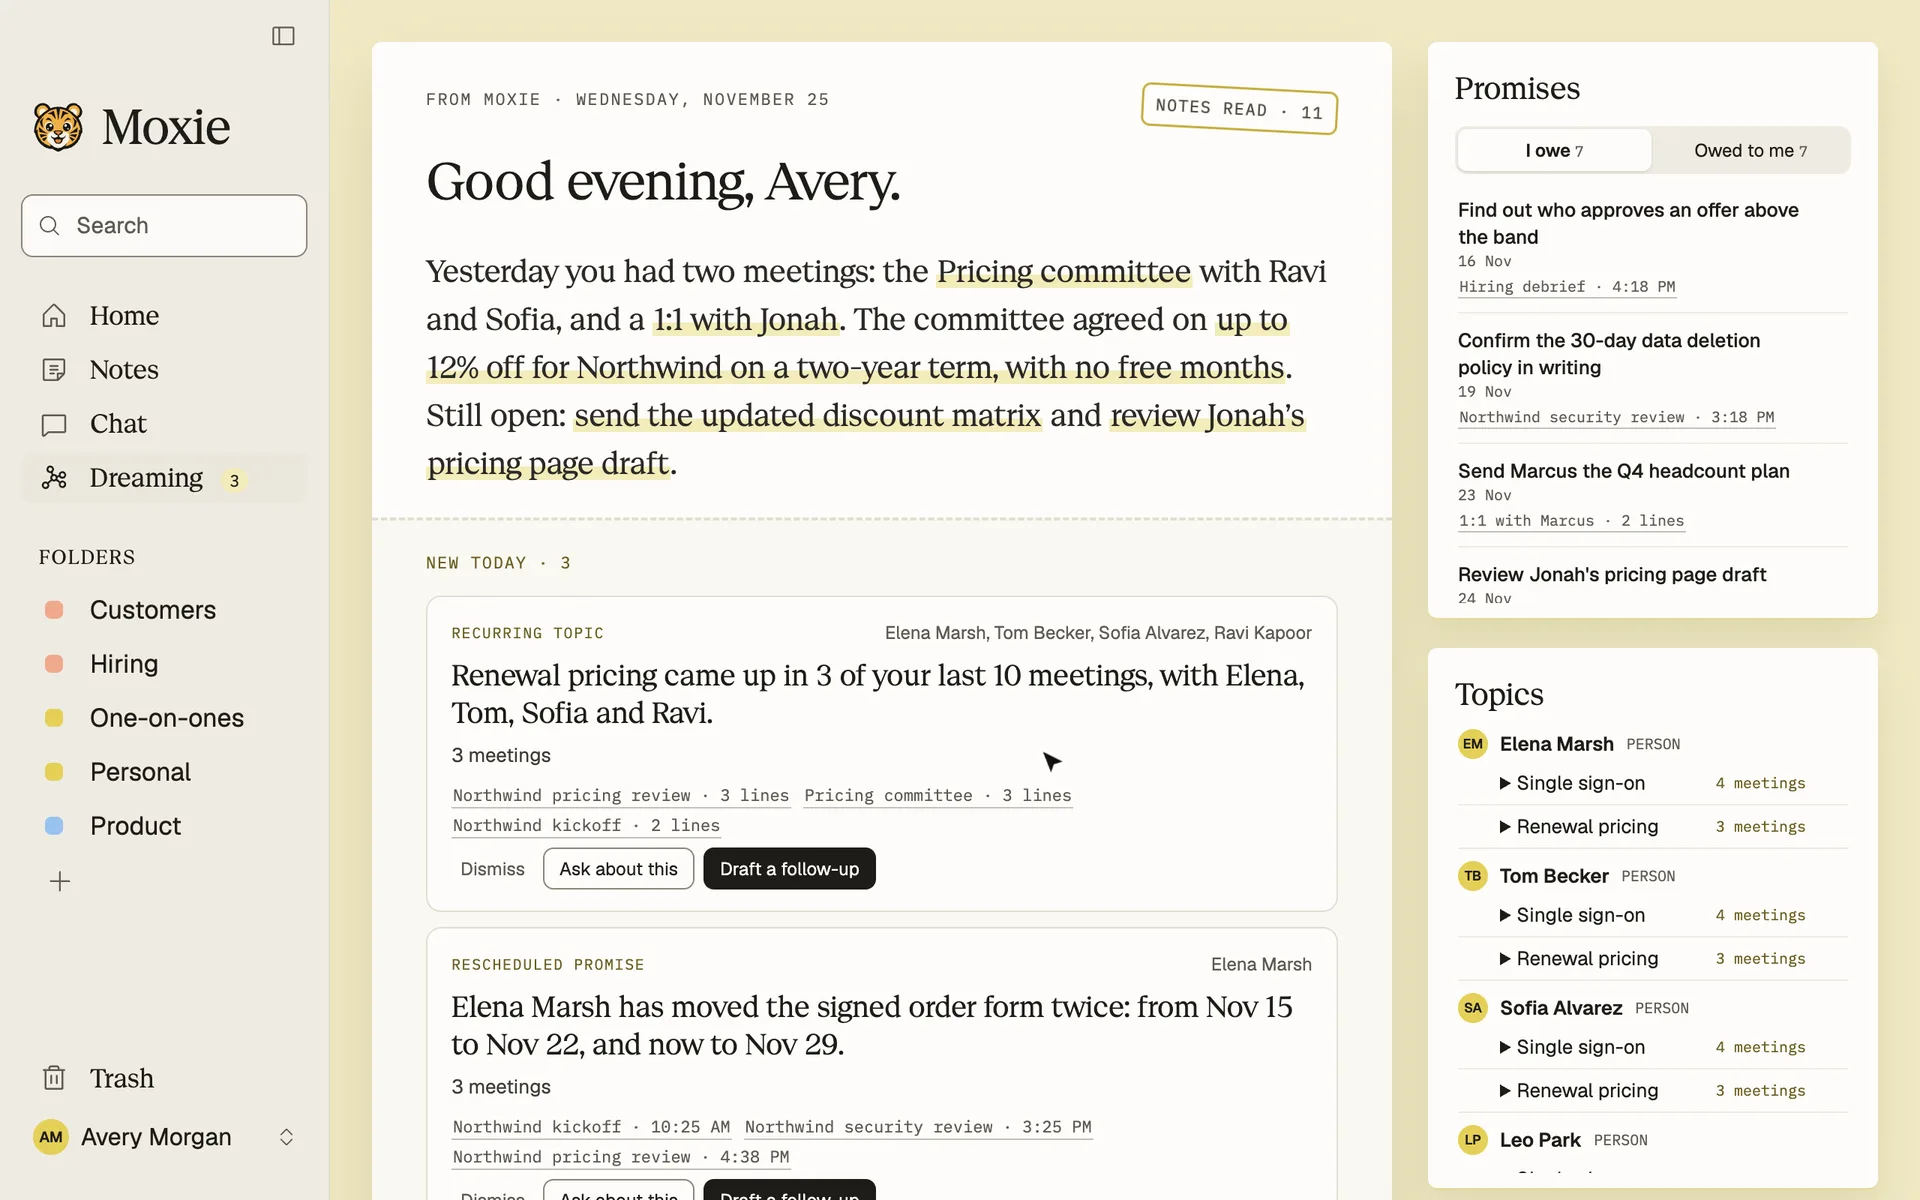 Moxie
Search
Home
Notes
Chat
Dreaming 3
FOLDERS
Customers
Hiring
One-on-ones
Personal
Product
Trash
AM Avery Morgan
FROM MOXIE · WEDNESDAY, NOVEMBER 25
NOTES READ · 11
Good evening, Avery.
Yesterday you had two meetings: the Pricing committee with Ravi
and Sofia, and a 1:1 with Jonah. The committee agreed on up to
12% off for Northwind on a two-year term, with no free months.
Still open: send the updated discount matrix and review Jonah’s
pricing page draft.
NEW TODAY · 3
RECURRING TOPIC
Elena Marsh, Tom Becker, Sofia Alvarez, Ravi Kapoor
Renewal pricing came up in 3 of your last 10 meetings, with Elena,
Tom, Sofia and Ravi.
3 meetings
Northwind pricing review · 3 lines Pricing committee · 3 lines
Northwind kickoff · 2 lines
Dismiss Ask about this Draft a follow-up
RESCHEDULED PROMISE
Elena Marsh
Elena Marsh has moved the signed order form twice: from Nov 15
to Nov 22, and now to Nov 29.
3 meetings
Northwind kickoff · 10:25 AM Northwind security review · 3:25 PM
Northwind pricing review · 4:38 PM
Dismiss Ask about this Draft a follow-up
Promises
I owe 7 Owed to me 7
Find out who approves an offer above
the band
16 Nov
Hiring debrief · 4:18 PM
Confirm the 30-day data deletion
policy in writing
19 Nov
Northwind security review · 3:18 PM
Send Marcus the Q4 headcount plan
23 Nov
1:1 with Marcus · 2 lines
Review Jonah's pricing page draft
24 Nov
Topics
EM Elena Marsh PERSON
Single sign-on 4 meetings
Renewal pricing 3 meetings
TB Tom Becker PERSON
Single sign-on 4 meetings
Renewal pricing 3 meetings
SA Sofia Alvarez PERSON
Single sign-on 4 meetings
Renewal pricing 3 meetings
LP Leo Park PERSON